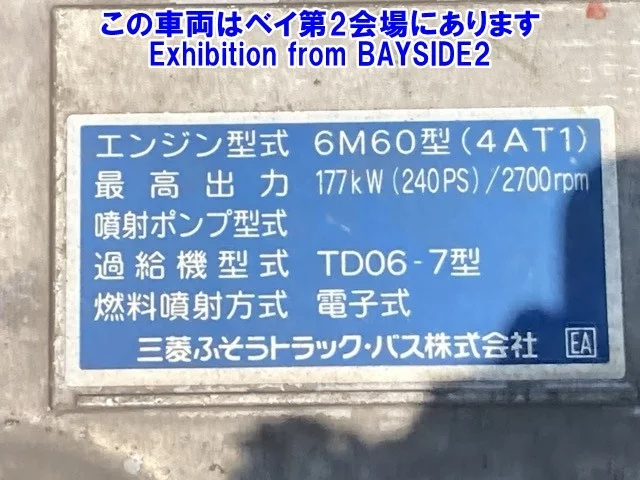 この車両はベイ第2会場にあります
Exhibition from BAYSIDE2
エンジン型式 6M60型(4AT1)
最高出力 177kW(240PS)/2700rpm
噴射ポンプ型式
過給機型式 TD06-7型
燃料噴射方式 電子式
三菱ふそうトラック・バス株式会社 EA